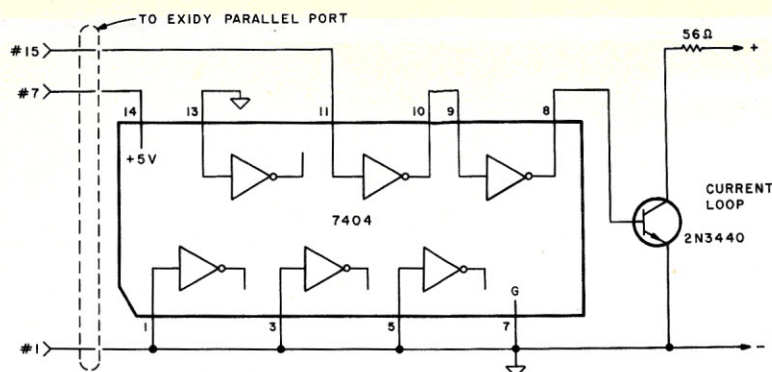 TO EXIDY PARALLEL PORT
56Ω
#15
+
#7
14
13
11
10
9
8
+5V
7404
CURRENT
LOOP
2N3440
G
1
3
5
7
#1
-